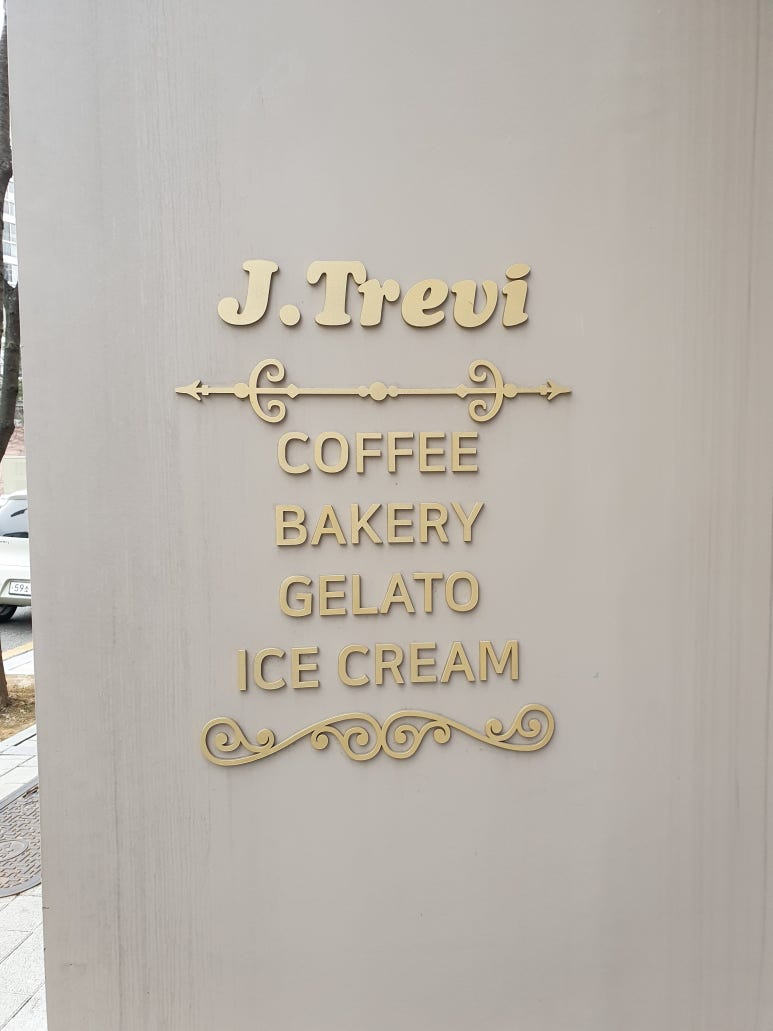 J.Trevi
COFFEE
BAKERY
GELATO
ICE CREAM